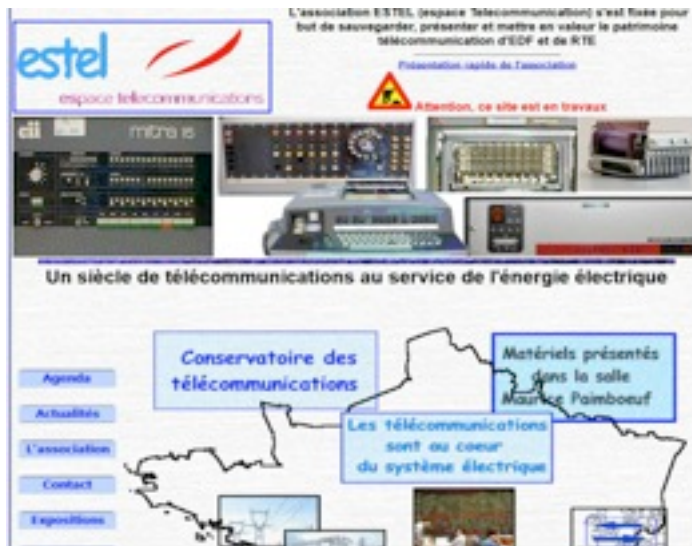 L'association ESTEL (espace Telecommunication) s'est fixée pour
but de sauvegarder, présenter et mettre en valeur le patrimoine
télécommunication d'EDF et de RTE
Présentation rapide de l'association
Attention, ce site est en travaux
estel
espace telecommunications
cii
mitra 15
Un siècle de télécommunications au service de l'énergie électrique
Conservatoire des
télécommunications
Matériels présentés
dans la salle
Maurice Paimboeuf
Les télécommunications
sont au coeur
du système électrique
Agenda
Actualités
L'association
Contact
Expositions